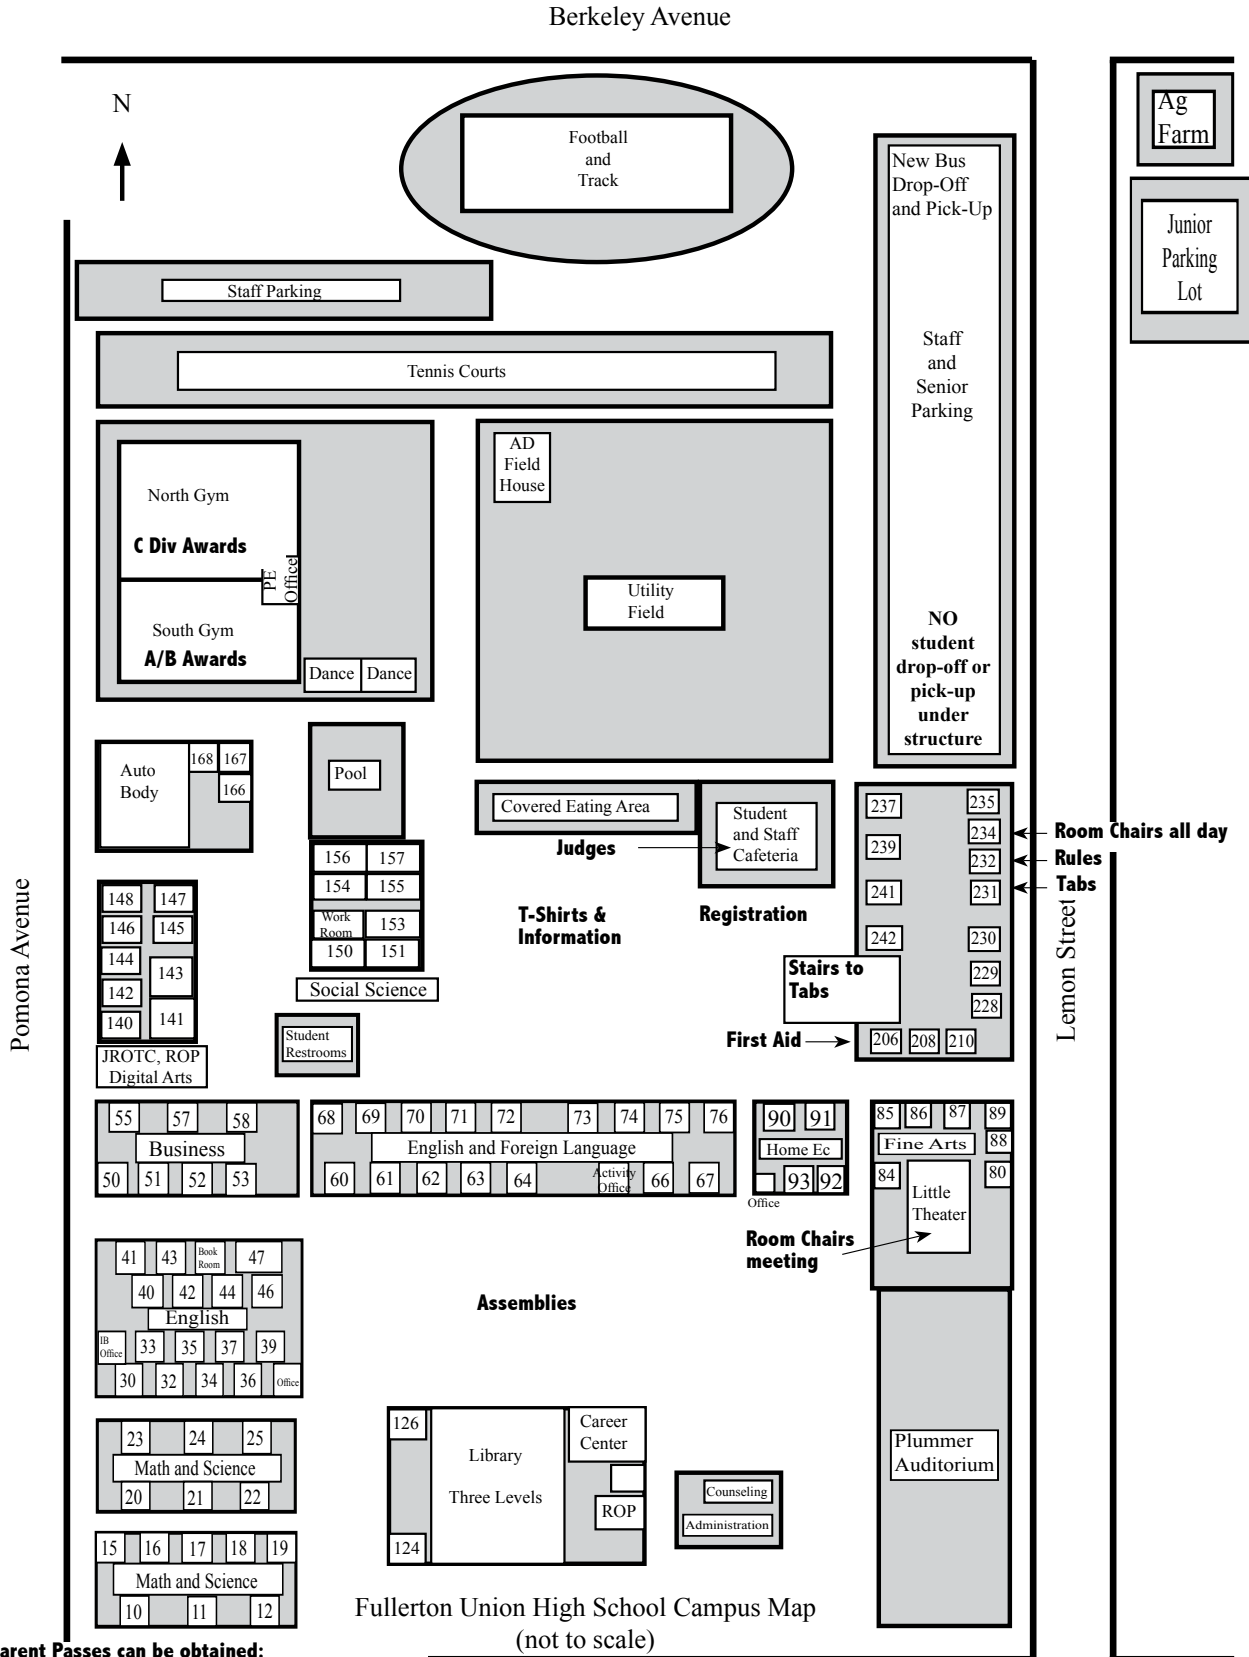 Berkeley Avenue
N
Football
and
Track
Ag
Farm
New Bus
Drop-Off
and Pick-Up
Junior
Parking
Lot
Staff Parking
Staff
and
Senior
Parking
Tennis Courts
AD
Field
House
North Gym
C Div Awards
PE
Office
Utility
Field
NO
student
drop-off or
pick-up
under
structure
South Gym
A/B Awards
Dance
Dance
Auto
Body
168
167
166
Pool
Covered Eating Area
Student
and Staff
Cafeteria
Judges
237
235
234
239
232
241
231
242
230
229
228
206
208
210
Room Chairs all day
Rules
Tabs
Pomona Avenue
Lemon Street
156
157
154
155
Work
Room
153
150
151
Social Science
148
147
146
145
144
143
142
140
141
JROTC, ROP
Digital Arts
T-Shirts &
Information
Registration
Stairs to
Tabs
First Aid
Student
Restrooms
55
57
58
Business
50
51
52
53
68
69
70
71
72
73
74
75
76
English and Foreign Language
60
61
62
63
64
Activity
Office
66
67
90
91
Home Ec
93
92
Office
85
86
87
89
Fine Arts
88
84
80
Little
Theater
Room Chairs
meeting
41
43
Book
Room
47
40
42
44
46
English
IB
Office
33
35
37
39
30
32
34
36
Office
Assemblies
23
24
25
Math and Science
20
21
22
126
Library
Three Levels
Career
Center
ROP
124
Counseling
Administration
Plummer
Auditorium
15
16
17
18
19
Math and Science
10
11
12
Fullerton Union High School Campus Map
(not to scale)
arent Passes can be obtained: